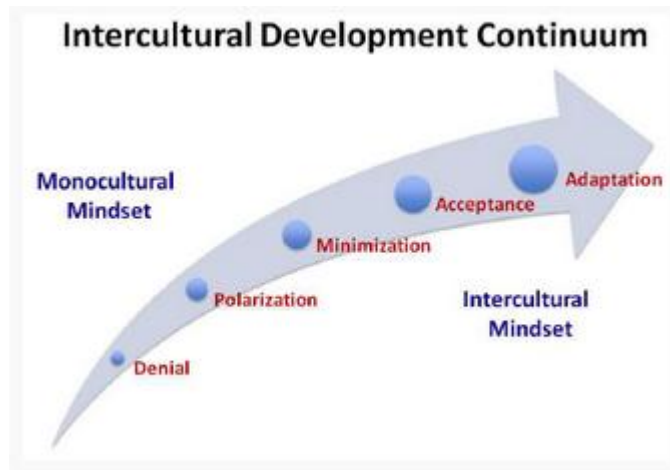 Intercultural Development Continuum
Monocultural
Mindset
Adaptation
Acceptance
Minimization
Polarization
Intercultural
Mindset
Denial